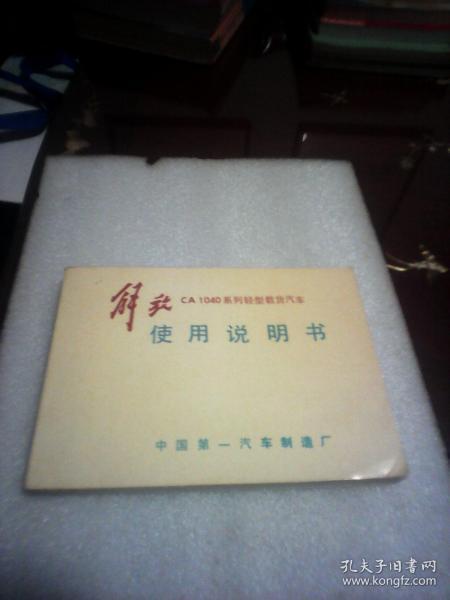 解放 CA 1040 系列轻型载货汽车
使用说明书
中国第一汽车制造厂
孔夫子旧书网
www.kongfz.com